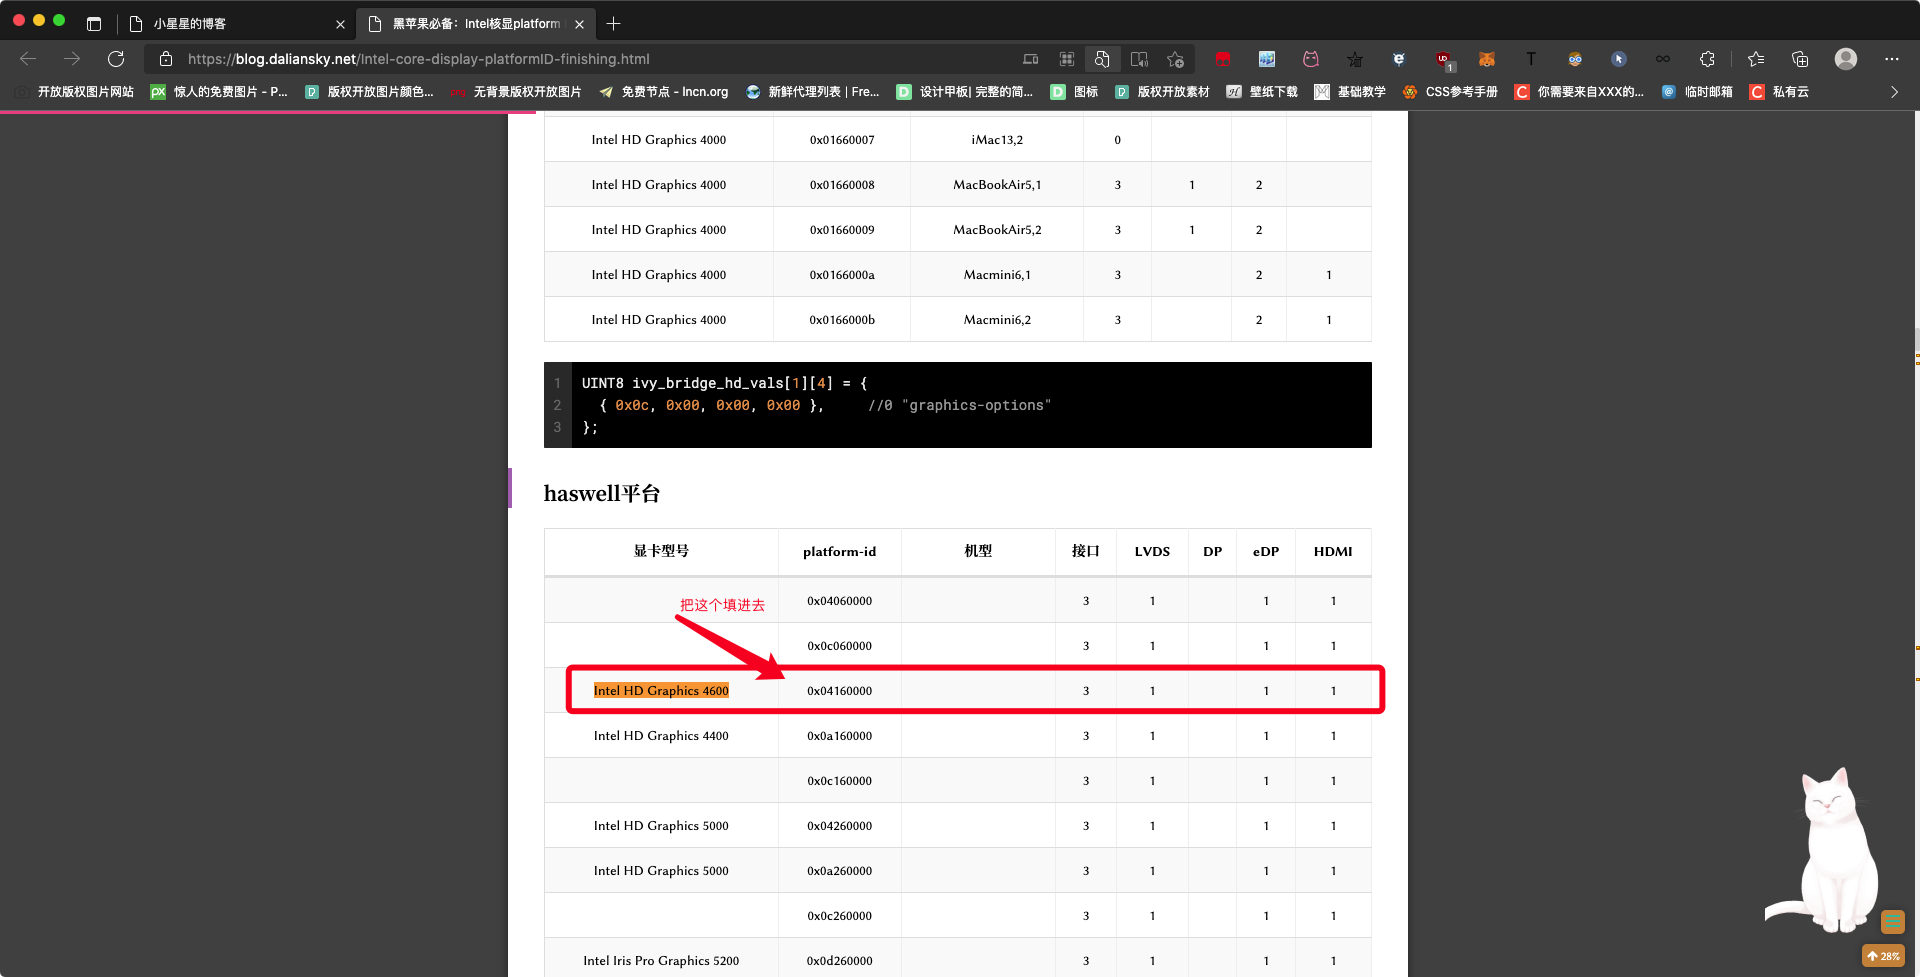 小星星的博客
黑苹果必备：Intel核显platform
https://blog.daliansky.net/Intel-core-display-platformID-finishing.html
1
开放版权图片网站
惊人的免费图片 - P...
版权开放图片颜色...
无背景版权开放图片
免费节点 - lncn.org
新鲜代理列表 | Fre...
设计甲板| 完整的简...
图标
版权开放素材
壁纸下载
基础教学
CSS参考手册
你需要来自XXX的...
临时邮箱
私有云
Intel HD Graphics 4000 0x01660007 iMac13,2 0
Intel HD Graphics 4000 0x01660008 MacBookAir5,1 3 1 2
Intel HD Graphics 4000 0x01660009 MacBookAir5,2 3 1 2
Intel HD Graphics 4000 0x0166000a Macmini6,1 3 2 1
Intel HD Graphics 4000 0x0166000b Macmini6,2 3 2 1
1 UINT8 ivy_bridge_hd_vals[1][4] = {
2 { 0x0c, 0x00, 0x00, 0x00 }, //0 "graphics-options"
3 };
haswell平台
显卡型号 platform-id 机型 接口 LVDS DP eDP HDMI
0x04060000 3 1 1 1
把这个填进去
0x0c060000 3 1 1 1
Intel HD Graphics 4600 0x04160000 3 1 1 1
Intel HD Graphics 4400 0x0a160000 3 1 1 1
0x0c160000 3 1 1 1
Intel HD Graphics 5000 0x04260000 3 1 1 1
Intel HD Graphics 5000 0x0a260000 3 1 1 1
0x0c260000 3 1 1 1
Intel Iris Pro Graphics 5200 0x0d260000 3 1 1 1
28%